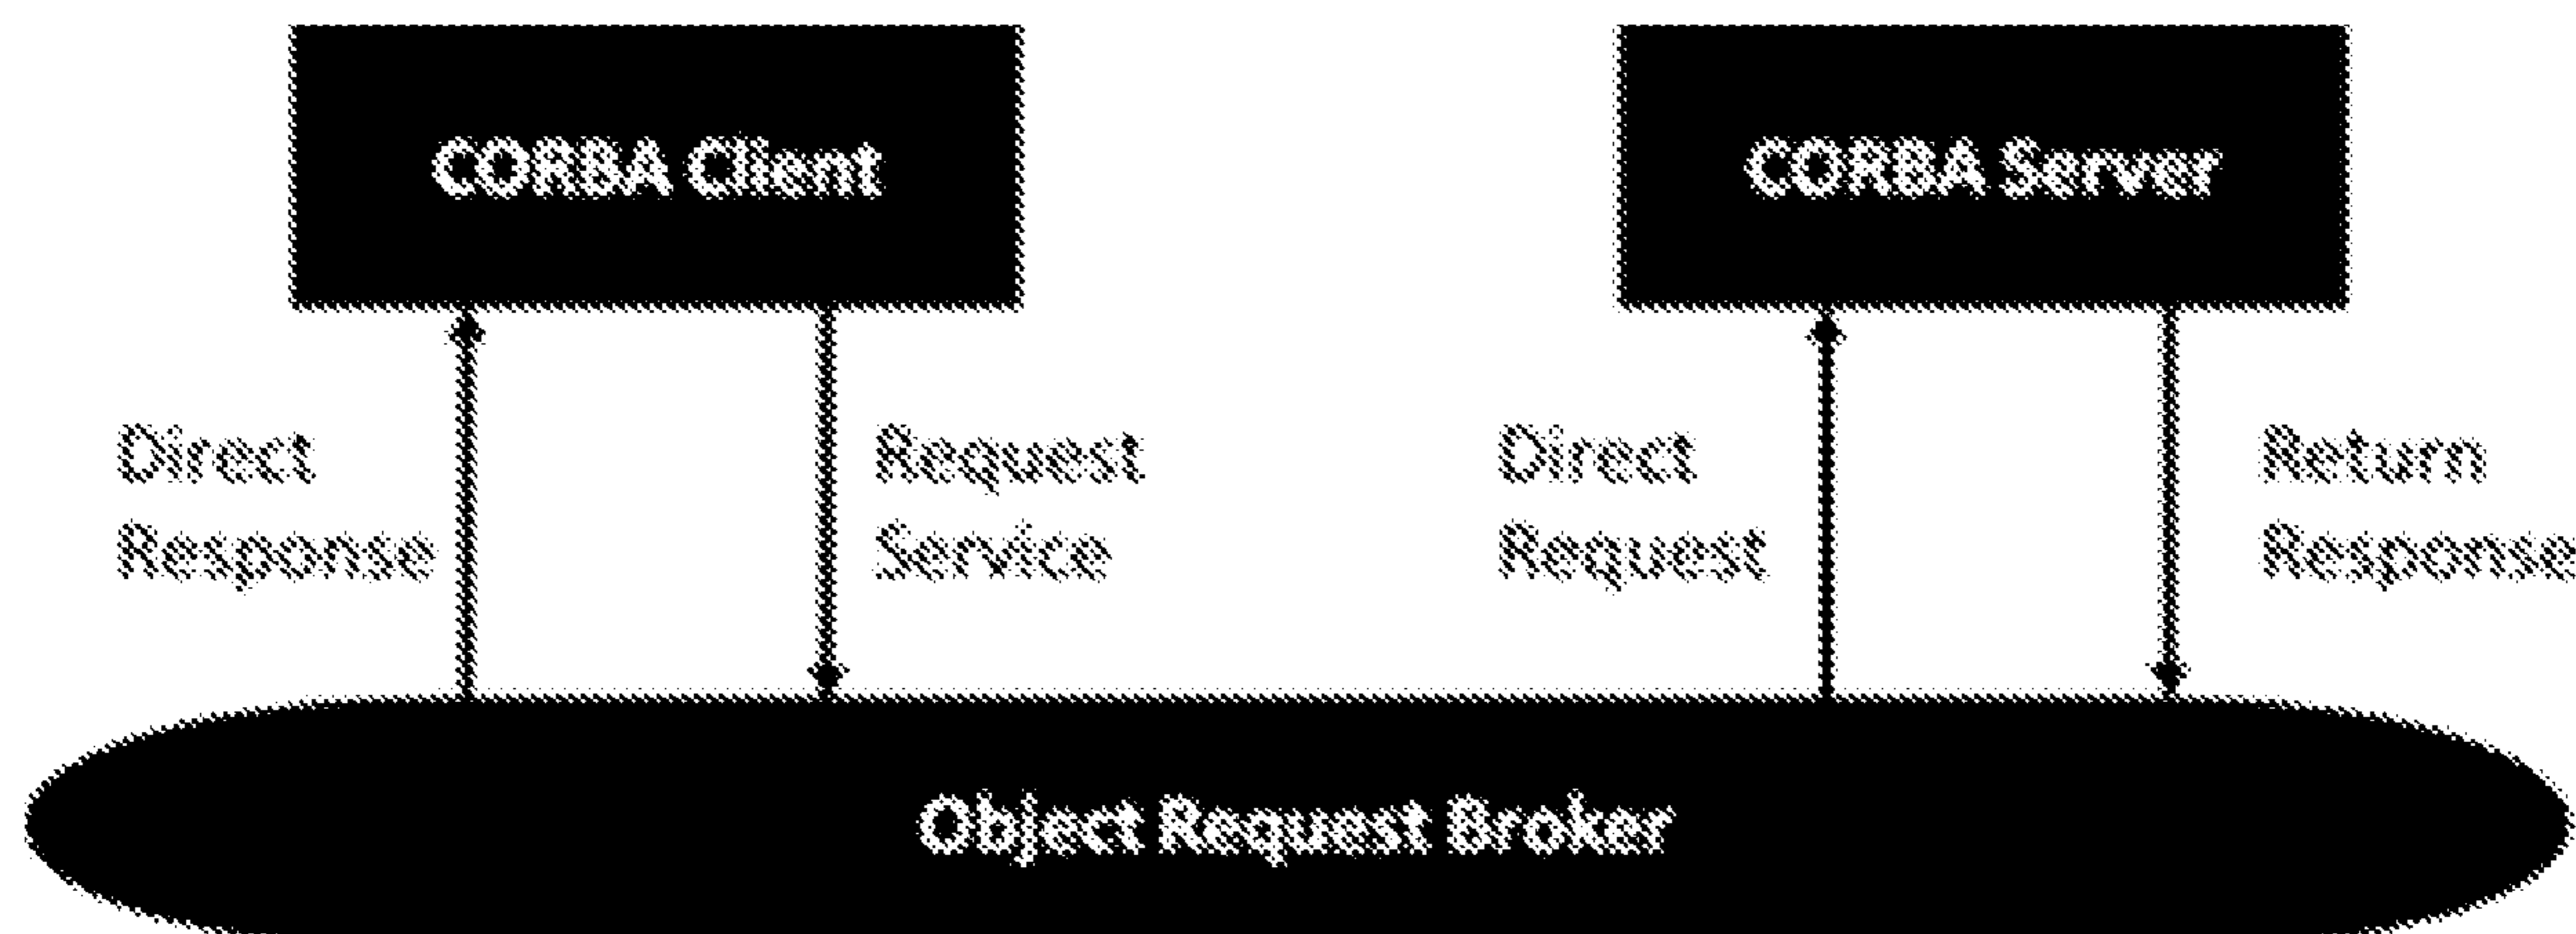 CORBA Client
CORBA Server
Direct
Response
Request
Service
Direct
Request
Return
Response
Object Request Broker